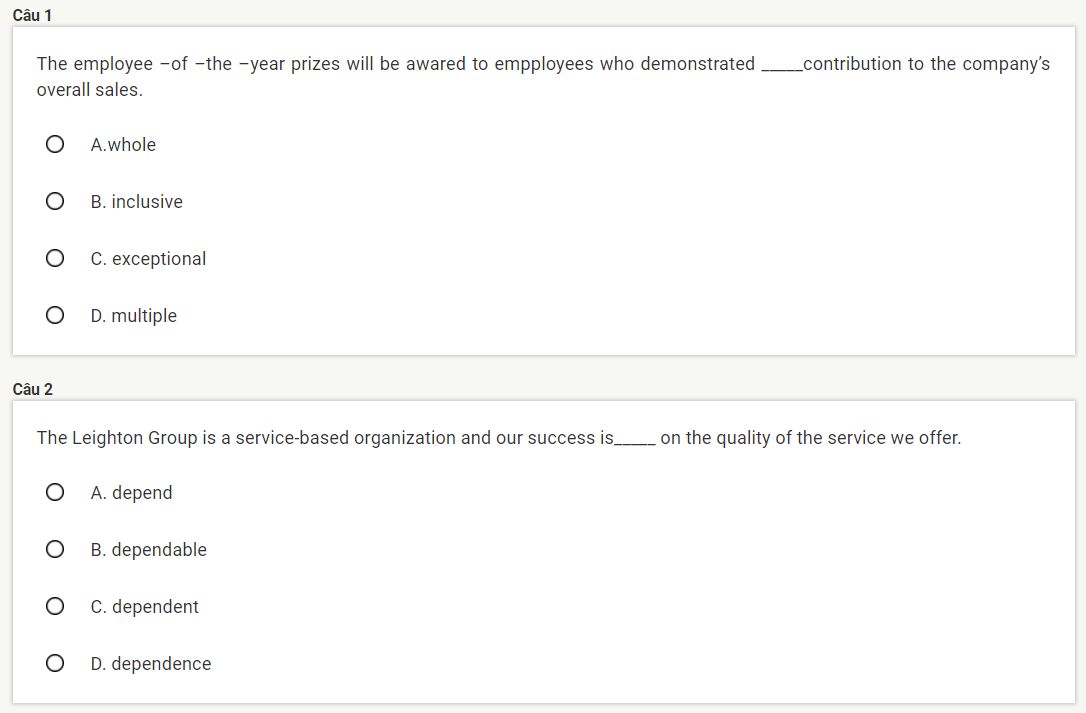 Câu 1
The employee –of –the –year prizes will be awared to empployees who demonstrated _____contribution to the company's
overall sales.
A.whole
B. inclusive
C. exceptional
D. multiple
Câu 2
The Leighton Group is a service-based organization and our success is_____ on the quality of the service we offer.
A. depend
B. dependable
C. dependent
D. dependence